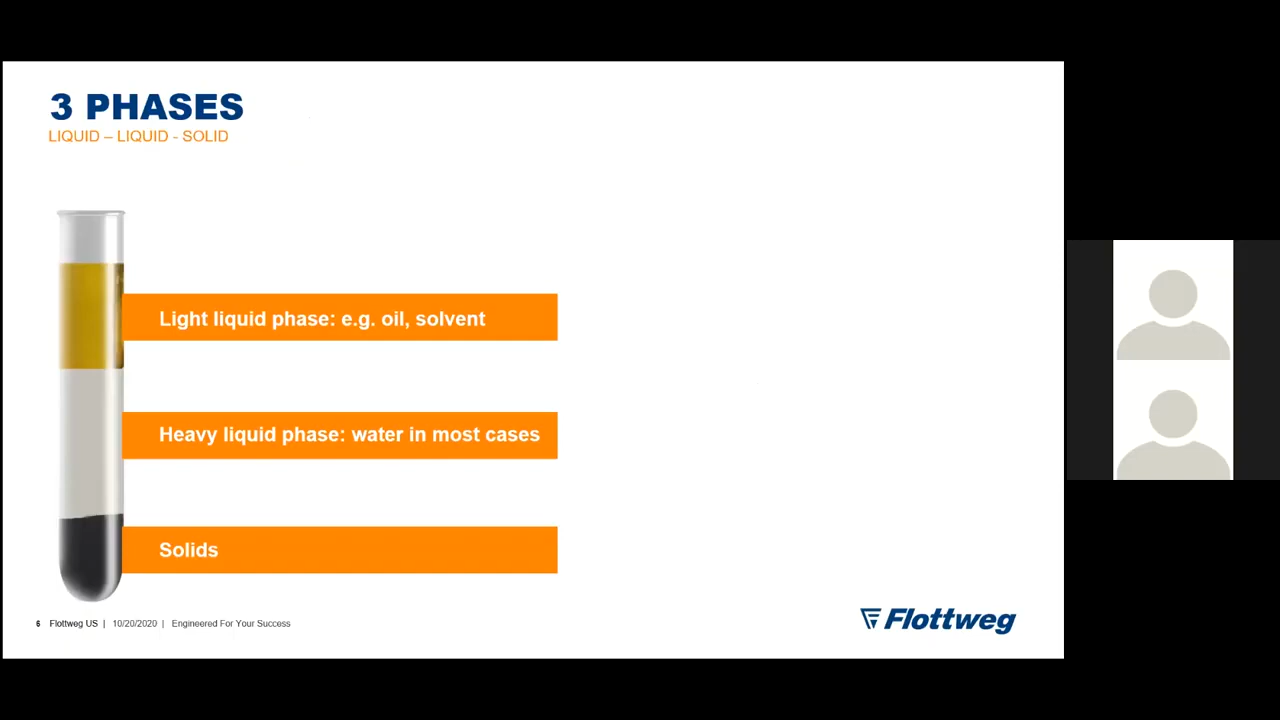 3 PHASES
LIQUID – LIQUID - SOLID
Light liquid phase: e.g. oil, solvent
Heavy liquid phase: water in most cases
Solids
6 Flottweg US | 10/20/2020 | Engineered For Your Success
Flottweg